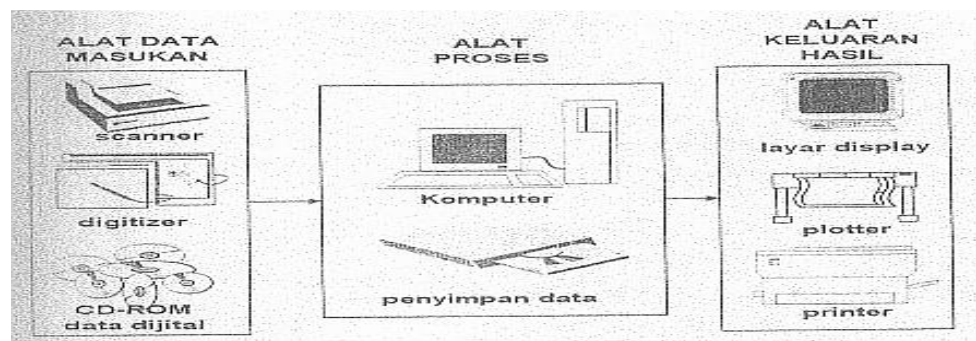 ALAT DATA
MASUKAN
scanner
digitizer
CD-ROM
data dijital
ALAT
PROSES
Komputer
penyimpan data
ALAT
KELUARAN
HASIL
layar display
plotter
printer